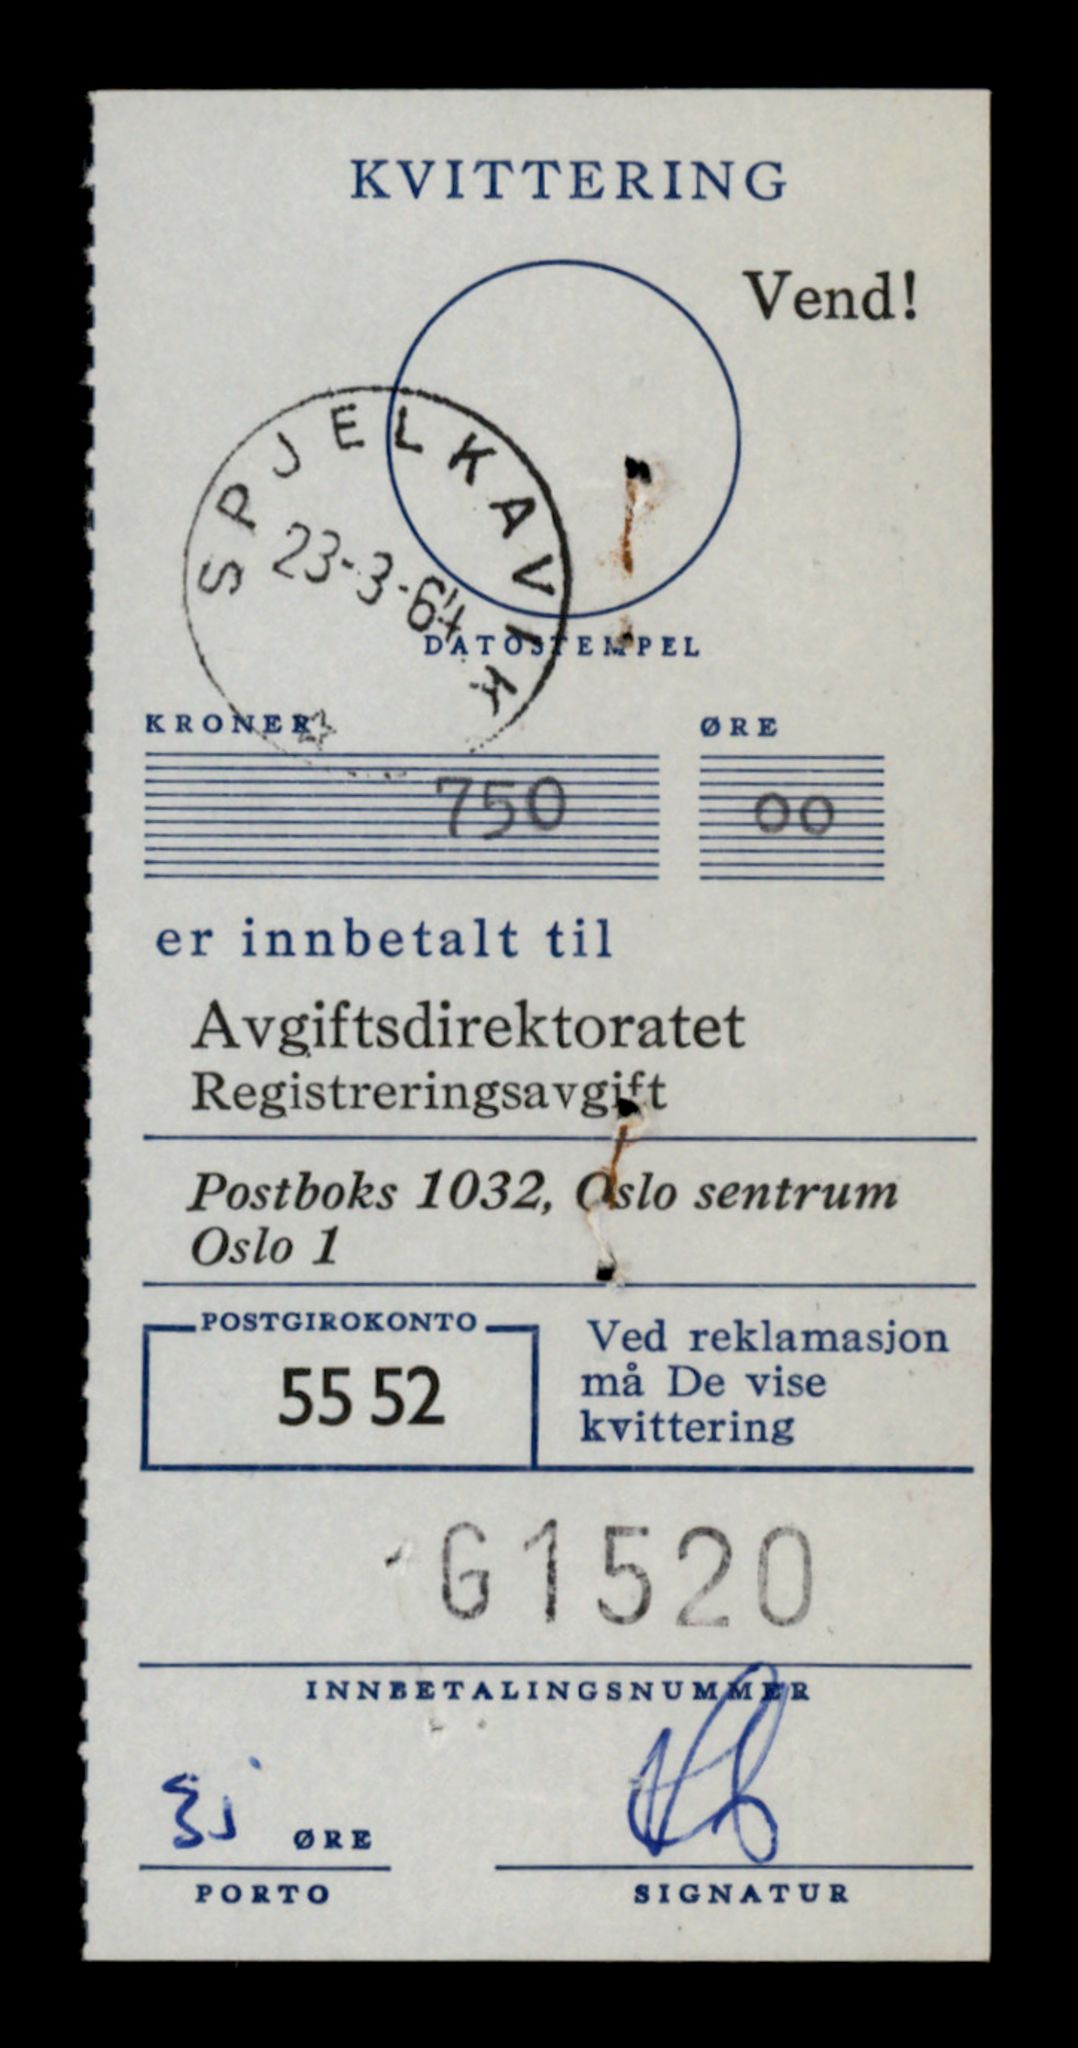 KVITTERING
Vend!
SPJELKAVIK
23-3-64
DATOSTEMPEL
KRONER ØRE
750 00
er innbetalt til
Avgiftsdirektoratet
Registreringsavgift
Postboks 1032, Oslo sentrum
Oslo 1
POSTGIROKONTO
55 52
Ved reklamasjon
må De vise
kvittering
G1520
INNBETALINGSNUMMER
ØRE
PORTO
SIGNATUR